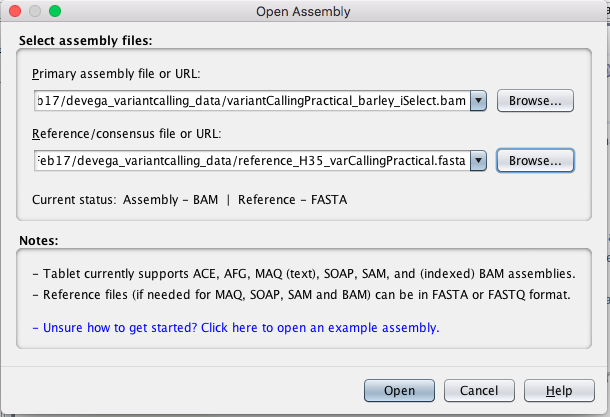 Open Assembly
Select assembly files:
Primary assembly file or URL:
b17/devega_variantcalling_data/variantCallingPractical_barley_iSelect.bam Browse...
Reference/consensus file or URL:
Feb17/devega_variantcalling_data/reference_H35_varCallingPractical.fasta Browse...
Current status: Assembly - BAM | Reference - FASTA
Notes:
- Tablet currently supports ACE, AFG, MAQ (text), SOAP, SAM, and (indexed) BAM assemblies.
- Reference files (if needed for MAQ, SOAP, SAM and BAM) can be in FASTA or FASTQ format.
- Unsure how to get started? Click here to open an example assembly.
Open Cancel Help